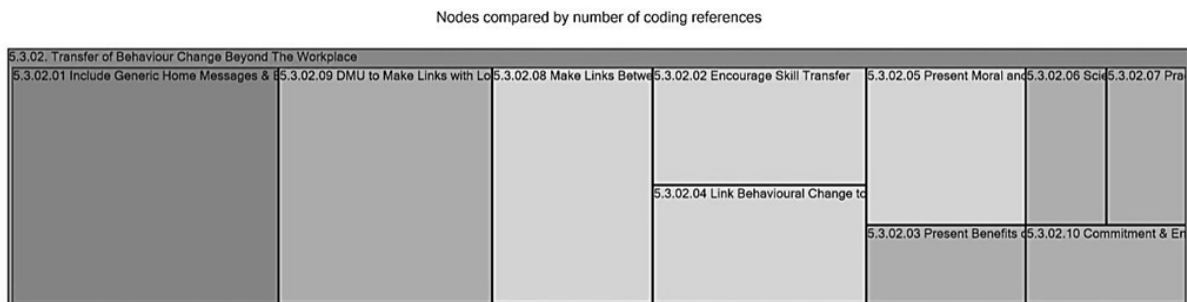 Nodes compared by number of coding references
5.3.02. Transfer of Behaviour Change Beyond The Workplace
5.3.02.01 Include Generic Home Messages &
5.3.02.09 DMU to Make Links with Lo
5.3.02.08 Make Links Betwe
5.3.02.02 Encourage Skill Transfer
5.3.02.05 Present Moral and
5.3.02.06 Scie
5.3.02.07 Pra
5.3.02.04 Link Behavioural Change to
5.3.02.03 Present Benefits
5.3.02.10 Commitment & En